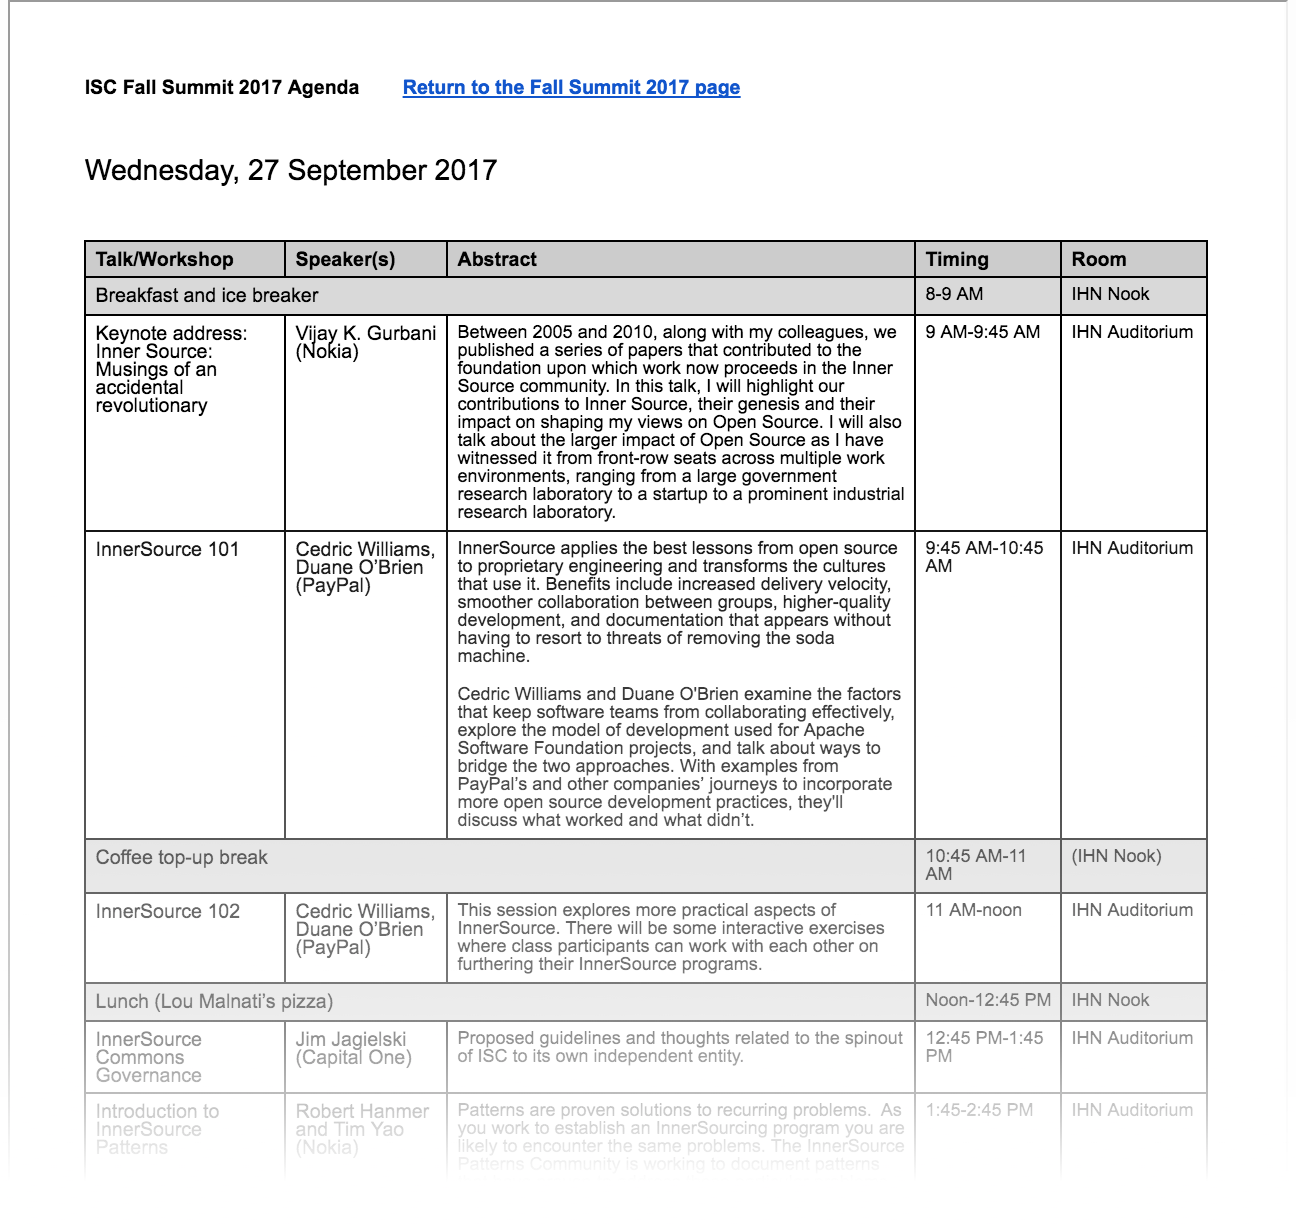 ISC Fall Summit 2017 Agenda Return to the Fall Summit 2017 page
Wednesday, 27 September 2017
Talk/Workshop Speaker(s) Abstract Timing Room
Breakfast and ice breaker 8-9 AM IHN Nook
Keynote address:
Inner Source:
Musings of an
accidental
revolutionary
Vijay K. Gurbani
(Nokia)
Between 2005 and 2010, along with my colleagues, we
published a series of papers that contributed to the
foundation upon which work now proceeds in the Inner
Source community. In this talk, I will highlight our
contributions to Inner Source, their genesis and their
impact on shaping my views on Open Source. I will also
talk about the larger impact of Open Source as I have
witnessed it from front-row seats across multiple work
environments, ranging from a large government
research laboratory to a startup to a prominent industrial
research laboratory.
9 AM-9:45 AM
IHN Auditorium
InnerSource 101
Cedric Williams,
Duane O’Brien
(PayPal)
InnerSource applies the best lessons from open source
to proprietary engineering and transforms the cultures
that use it. Benefits include increased delivery velocity,
smoother collaboration between groups, higher-quality
development, and documentation that appears without
having to resort to threats of removing the soda
machine.
Cedric Williams and Duane O'Brien examine the factors
that keep software teams from collaborating effectively,
explore the model of development used for Apache
Software Foundation projects, and talk about ways to
bridge the two approaches. With examples from
PayPal’s and other companies’ journeys to incorporate
more open source development practices, they'll
discuss what worked and what didn’t.
9:45 AM-10:45
AM
IHN Auditorium
Coffee top-up break
10:45 AM-11
AM
(IHN Nook)
InnerSource 102
Cedric Williams,
Duane O’Brien
(PayPal)
This session explores more practical aspects of
InnerSource. There will be some interactive exercises
where class participants can work with each other on
furthering their InnerSource programs.
11 AM-noon
IHN Auditorium
Lunch (Lou Malnati’s pizza) Noon-12:45 PM IHN Nook
InnerSource
Commons
Governance
Jim Jagielski
(Capital One)
Proposed guidelines and thoughts related to the spinout
of ISC to its own independent entity.
12:45 PM-1:45
PM
IHN Auditorium
Introduction to
InnerSource
Patterns
Robert Hanmer
and Tim Yao
(Nokia)
Patterns are proven solutions to recurring problems. As
you work to establish an InnerSourcing program you are
likely to encounter the same problems. The InnerSource
Patterns Community is working to document patterns
1:45-2:45 PM
IHN Auditorium